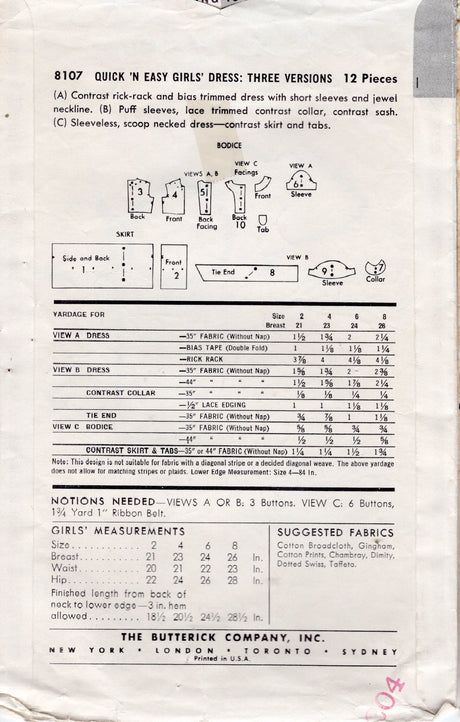 8107 QUICK 'N EASY GIRLS' DRESS: THREE VERSIONS 12 Pieces
(A) Contrast rick-rack and bias trimmed dress with short sleeves and jewel
neckline. (B) Puff sleeves, lace trimmed contrast collar, contrast sash.
(C) Sleeveless, scoop necked dress—contrast skirt and tabs.
BODICE
VIEWS A, B
VIEW C
Facings
VIEW A
3
Back
4
Front
5
Back
Facing
Back
10
Front
Tab
6
Sleeve
SKIRT
Side and Back
1
Front
2
VIEW B
Tie End 8
9
Sleeve
7
Collar
YARDAGE FOR Size 2 4 6 8
Breast 21 23 24 26
VIEW A DRESS —35" FABRIC (Without Nap) 1½ 1¾ 2 2¼
—BIAS TAPE (Double Fold) 1 1⅛ 1⅛ 1¼
—RICK RACK 3⅞ 4 4⅛ 4⅛
VIEW B DRESS —35" FABRIC (Without Nap) 1⅝ 1¾ 2 2⅜
—44" " " " 1½ 1⅝ 1⅞ 2¼
CONTRAST COLLAR —35" " " " ⅛ ⅛ ¼ ¼
—½" LACE EDGING 1 1 1⅛ 1⅛
TIE END —35" FABRIC (Without Nap) ¾ ⅞ 1 1⅛
VIEW C BODICE —35" FABRIC (Without Nap) ⅝ ⅝ ¾ ¾
—44" " " " ½ ½ ½ ⅝
CONTRAST SKIRT & TABS—35" or 44" FABRIC (Without Nap) 1¼ 1¼ 1½ 1¾
Note: This design is not suitable for fabric with a diagonal stripe or a decided diagonal weave. The above yardage
does not allow for matching stripes or plaids. Lower Edge Measurement: Size 4—84 In.
NOTIONS NEEDED—VIEWS A OR B: 3 Buttons. VIEW C: 6 Buttons,
1¾ Yard 1" Ribbon Belt.
GIRLS' MEASUREMENTS
Size............ 2 4 6 8
Breast.......... 21 23 24 26 In.
Waist........... 20 21 22 23 In.
Hip............. 22 24 26 28 In.
Finished length from back of
neck to lower edge—3 in. hem
allowed......... 18½ 20½ 24½ 28½ In.
SUGGESTED FABRICS
Cotton Broadcloth, Gingham,
Cotton Prints, Chambray, Dimity,
Dotted Swiss, Taffeta.
THE BUTTERICK COMPANY, INC.
NEW YORK • LONDON • TORONTO • SYDNEY
Printed in U.S.A.